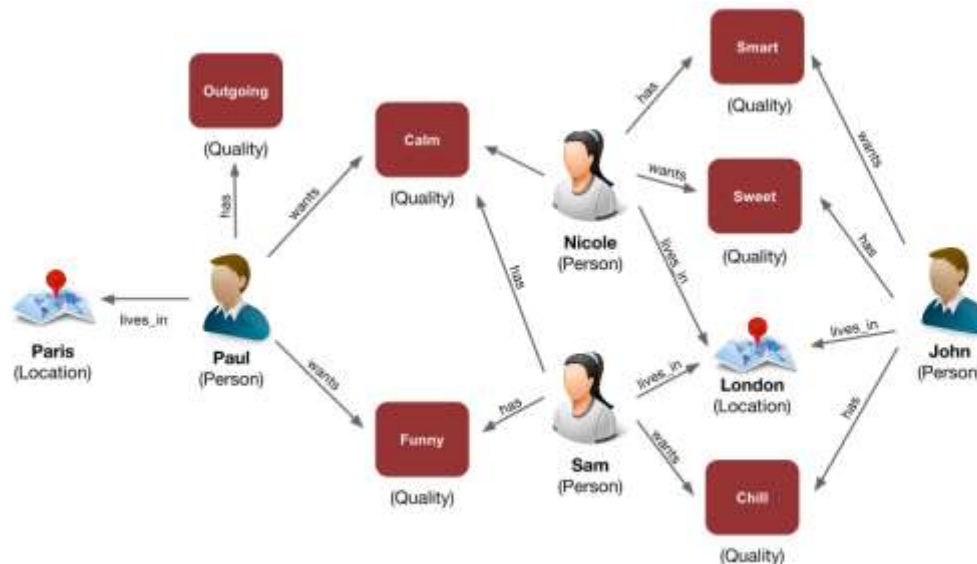 Smart
has
(Quality)
wants
Outgoing
(Quality)
has
Calm
(Quality)
wants
wants
Sweet
(Quality)
has
Nicole
(Person)
lives_in
has
lives_in
Paris
(Location)
Paul
(Person)
wants
lives_in
London
(Location)
John
(Person)
lives_in
has
Funny
(Quality)
has
Sam
(Person)
wants
Chill
(Quality)